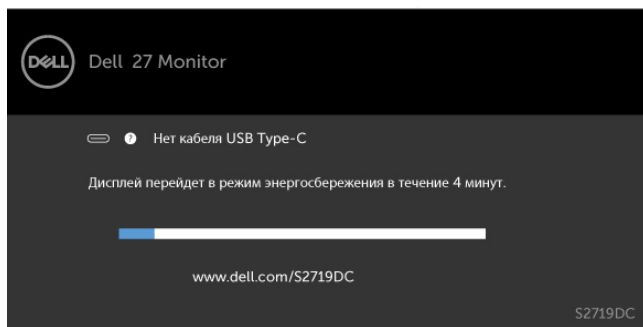 DELL
Dell 27 Monitor
? Нет кабеля USB Type-C
Дисплей перейдет в режим энергосбережения в течение 4 минут.
www.dell.com/S2719DC
S2719DC